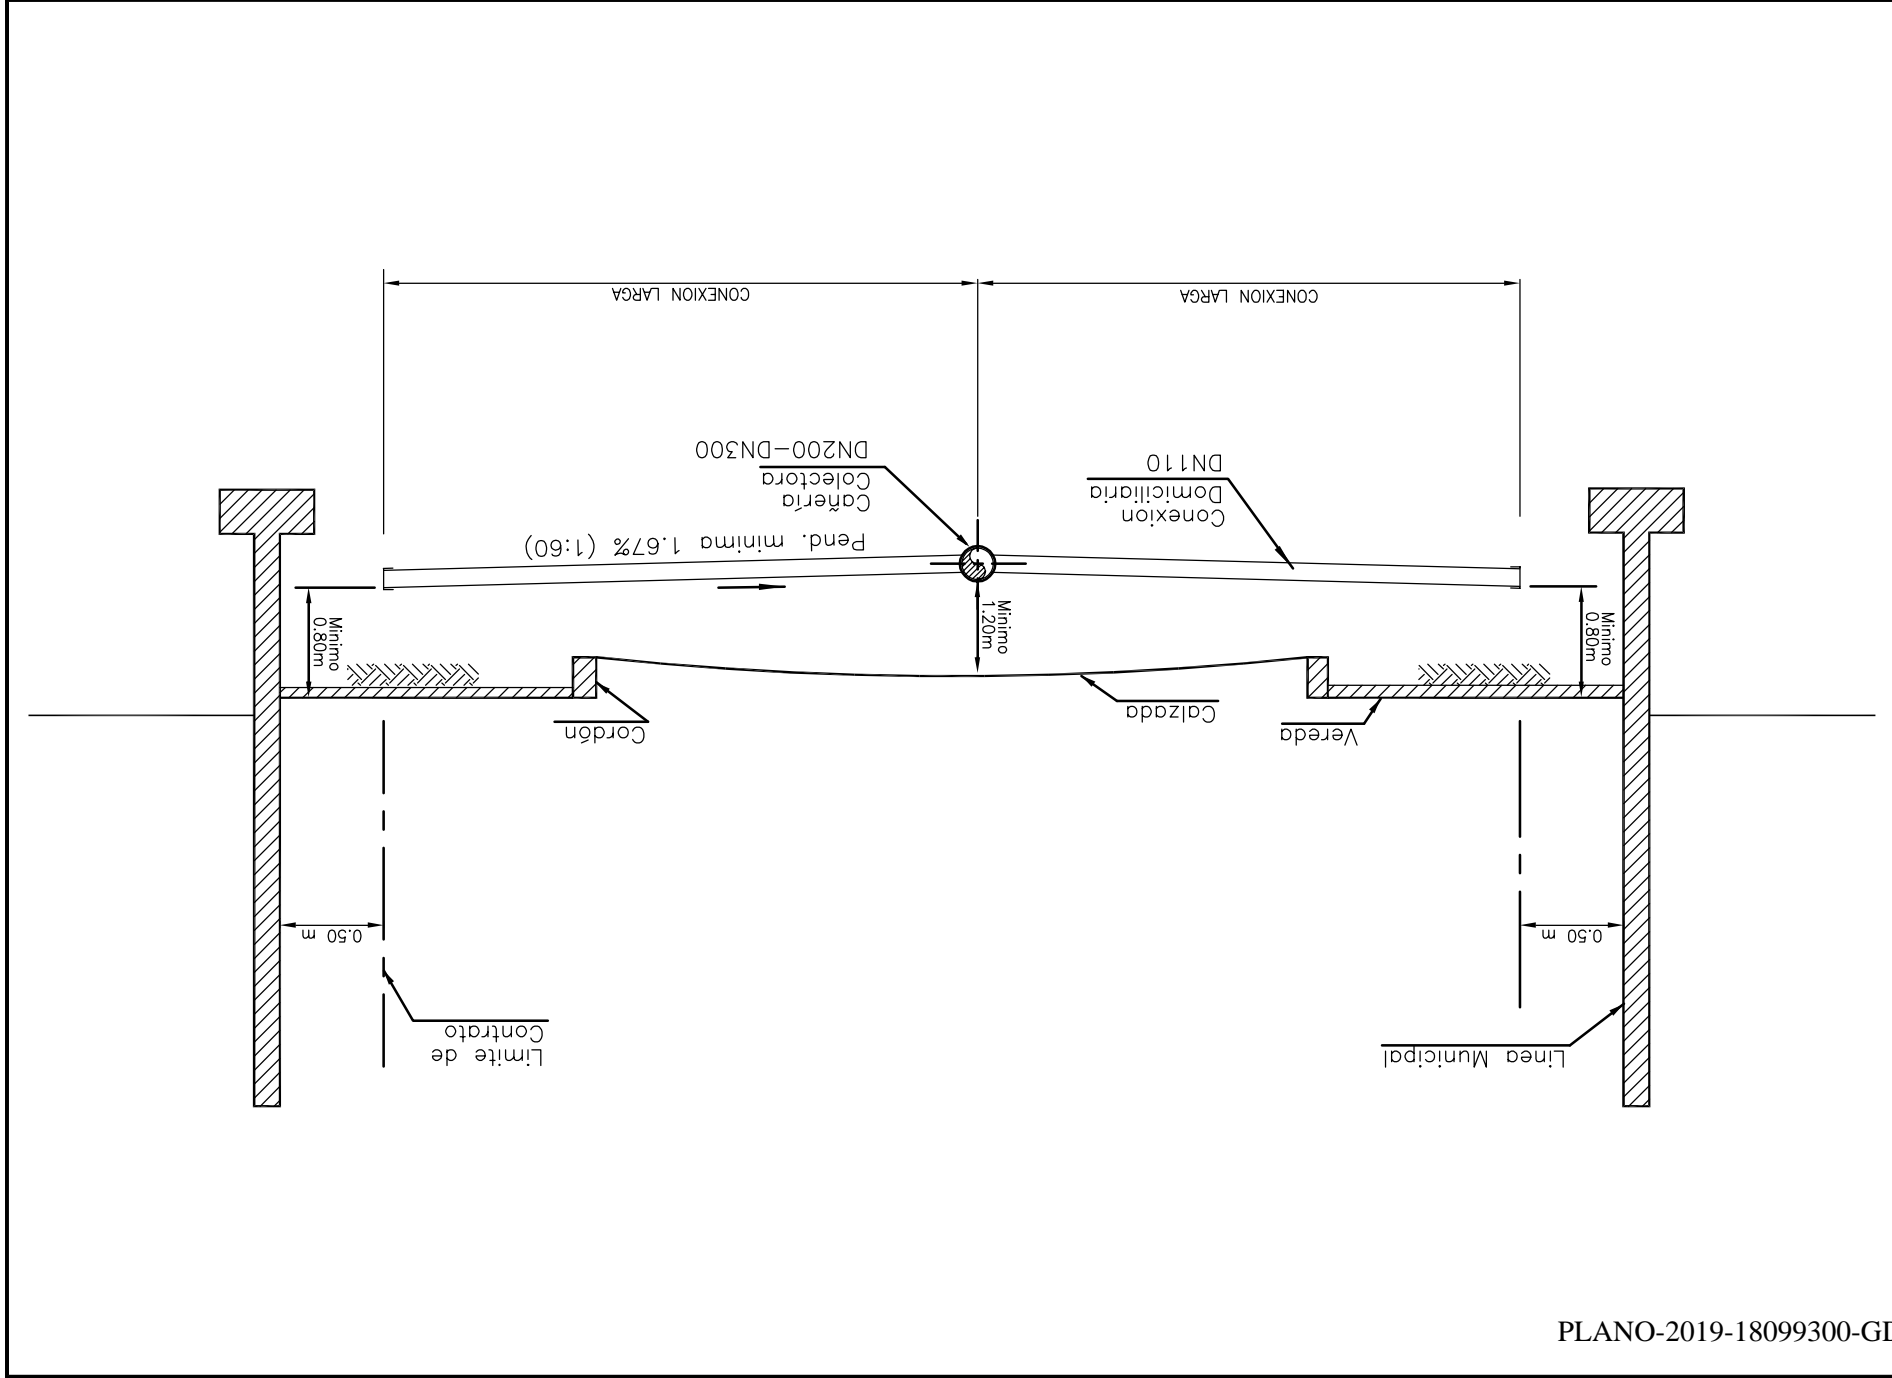 Linea Municipal
Limite de
Contrato
0.50 m
0.50 m
Vereda
Calzada
Cordón
Minimo
0.80m
Minimo
1.20m
Minimo
0.80m
Pend. minima 1.67% (1:60)
Conexion
Domiciliaria
DN110
Cañería
Colectora
DN200-DN300
CONEXION LARGA
CONEXION LARGA
PLANO-2019-18099300-GD